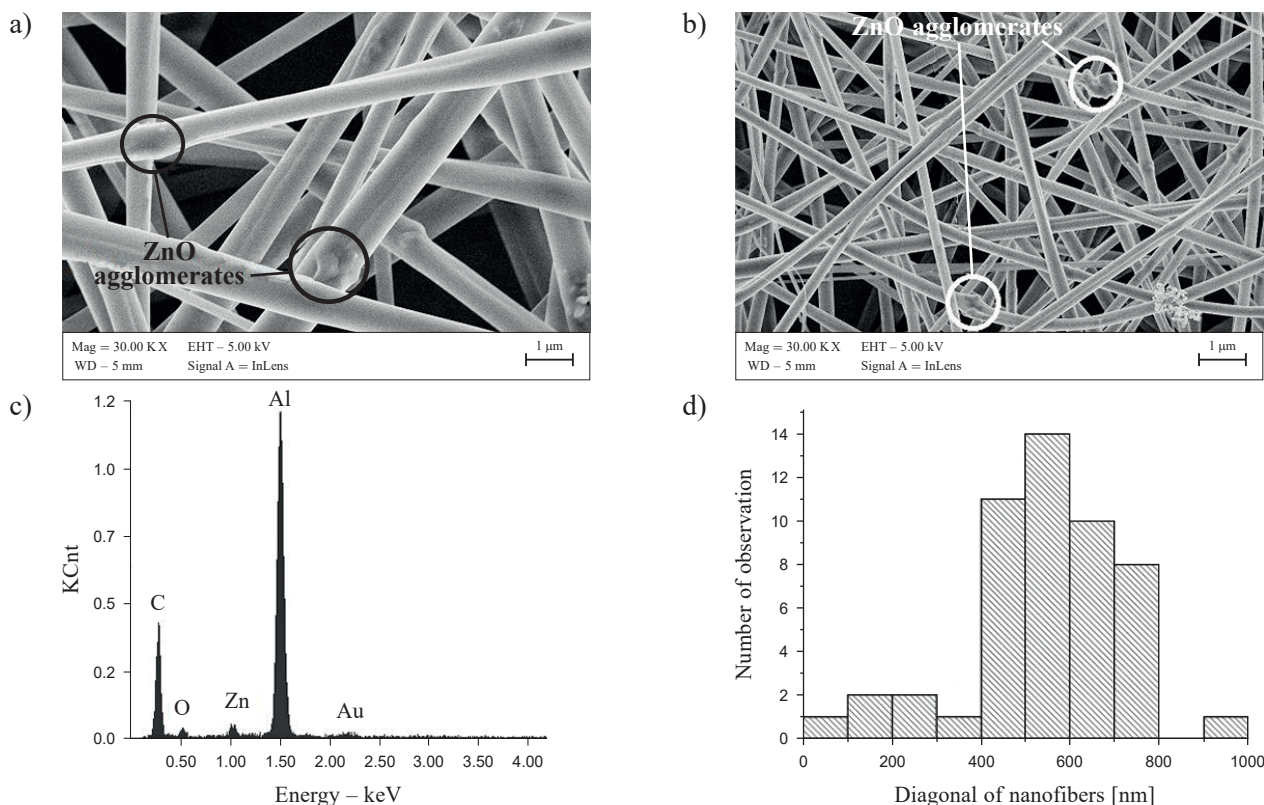 a)
ZnO
agglomerates
Mag = 30.00 K X EHT – 5.00 kV
WD – 5 mm Signal A = InLens
1 μm
b)
ZnO agglomerates
Mag = 30.00 K X EHT – 5.00 kV
WD – 5 mm Signal A = InLens
1 μm
c)
KCnt
1.2
1.0
0.7
0.5
0.2
0.0
C
O
Zn
Al
Au
0.50 1.00 1.50 2.00 2.50 3.00 3.50 4.00
Energy – keV
d)
Number of observation
14
12
10
8
6
4
2
0
0 200 400 600 800 1000
Diagonal of nanofibers [nm]